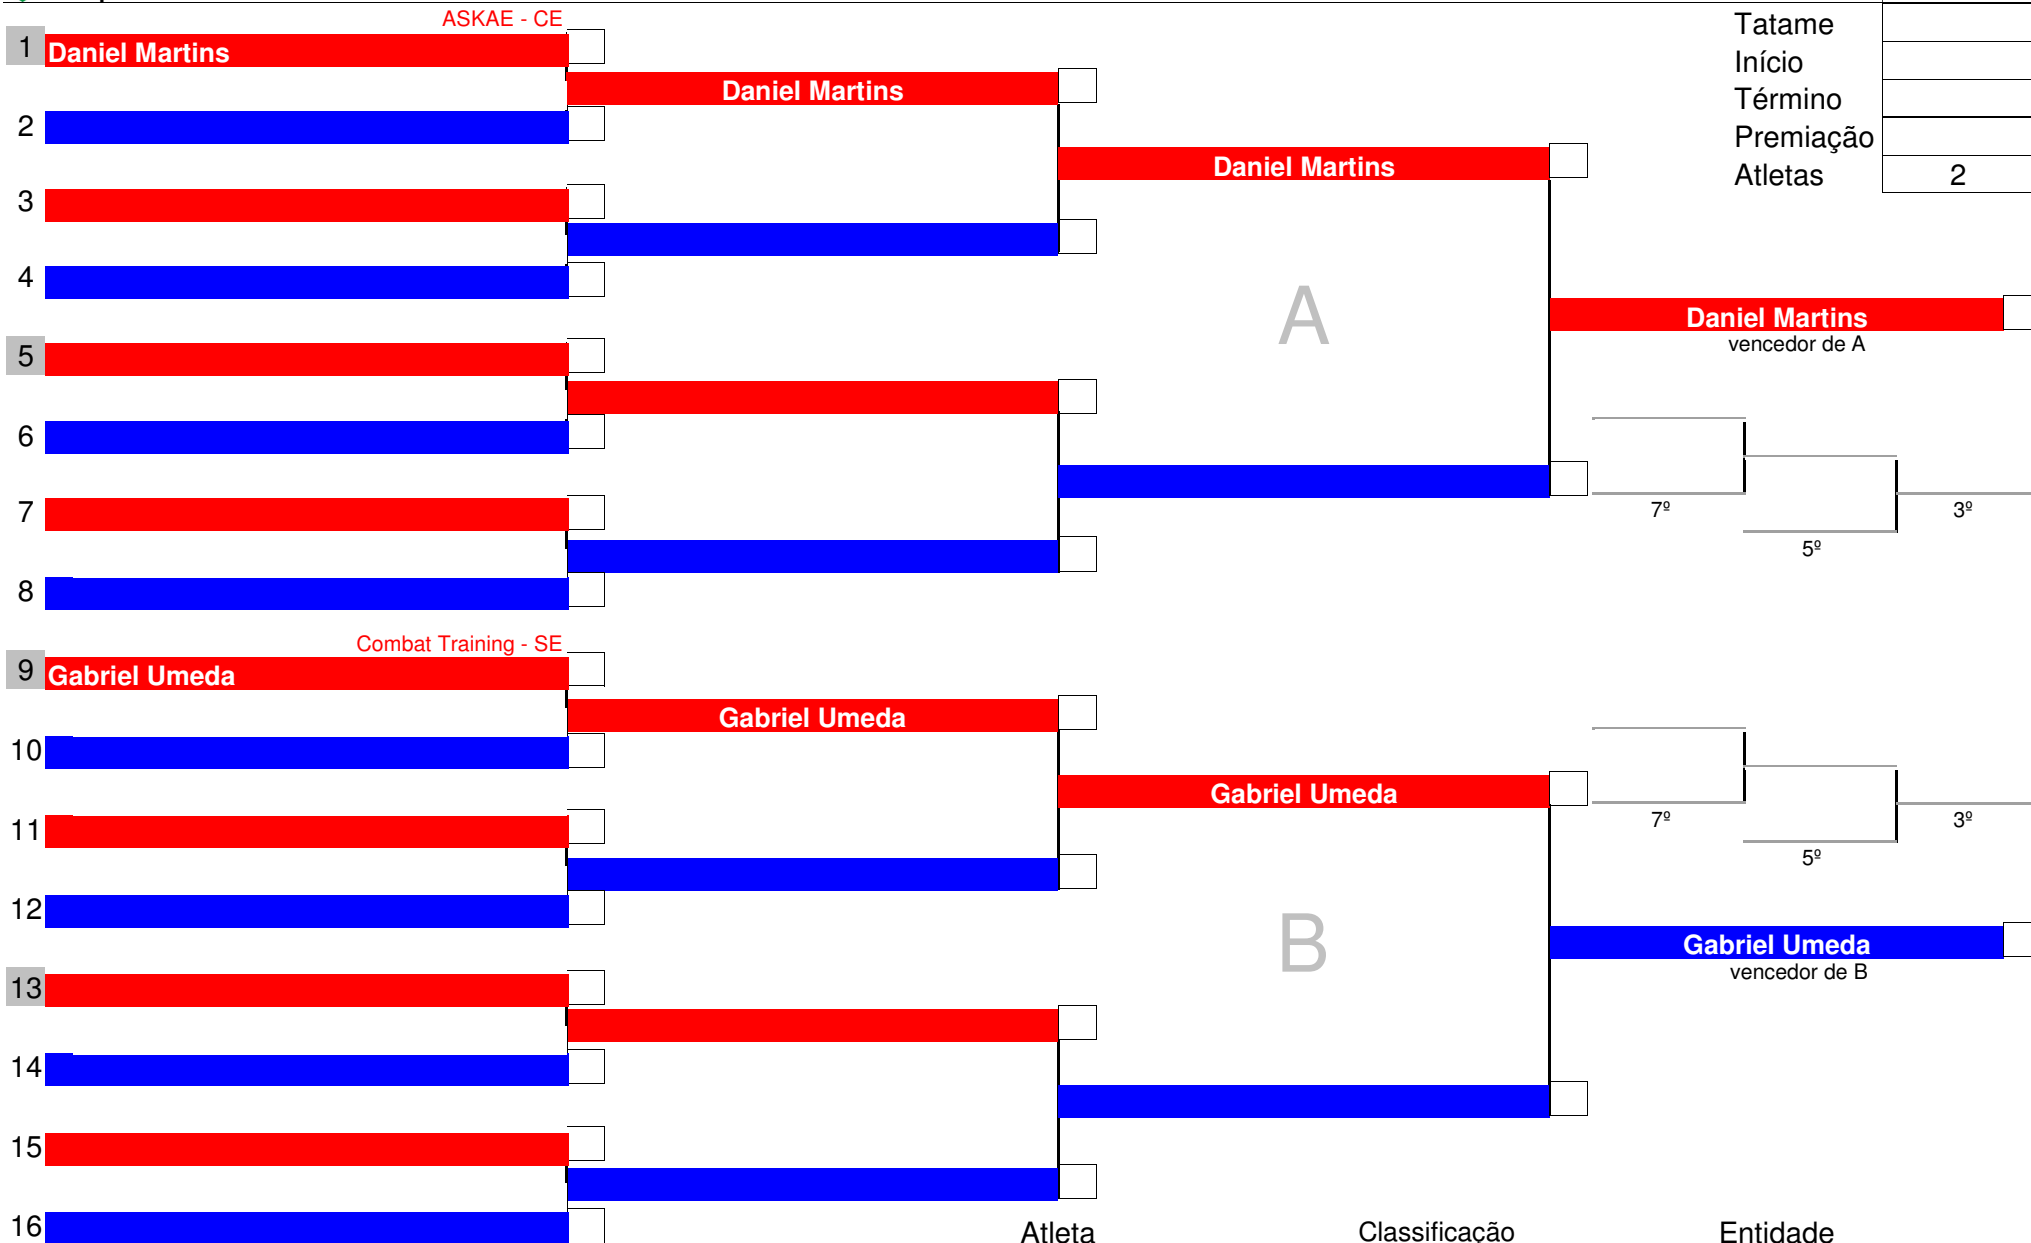 ASKAE - CE
1 Daniel Martins
Daniel Martins
2
Daniel Martins
3
4
Tatame
Início
Término
Premiação
Atletas 2
A
Daniel Martins
vencedor de A
5
6
7
8
7º
5º
3º
Combat Training - SE
9 Gabriel Umeda
Gabriel Umeda
10
Gabriel Umeda
11
12
7º
5º
3º
B
Gabriel Umeda
vencedor de B
13
14
15
16
Atleta Classificação Entidade